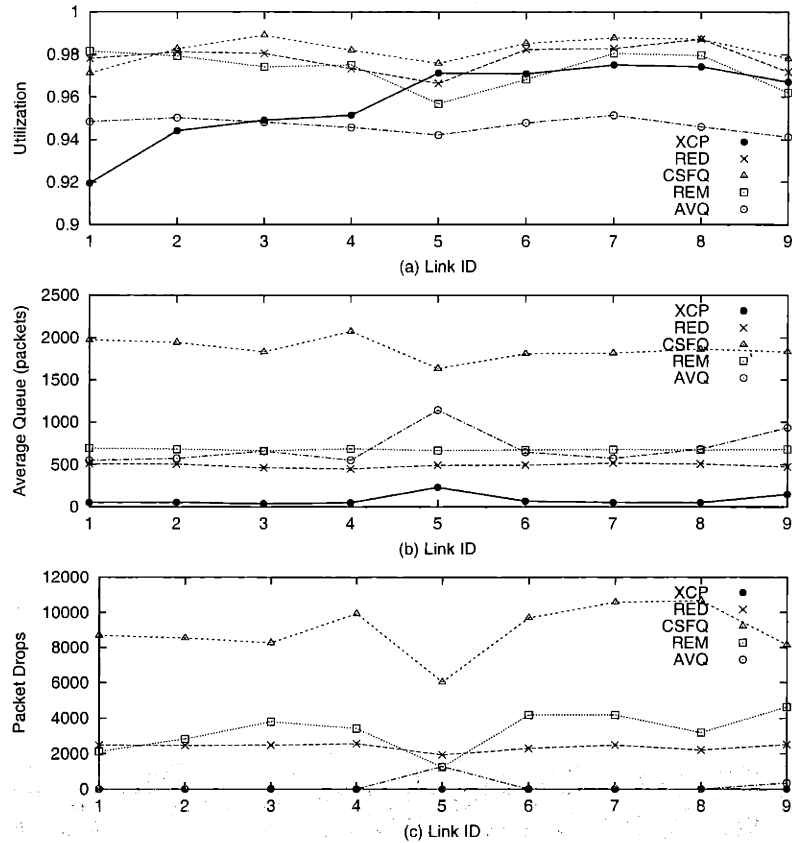 1
0.98
0.96
0.94
0.92
0.9
Utilization
XCP
RED
CSFQ
REM
AVQ
1 2 3 4 5 6 7 8 9
(a) Link ID
2500
2000
1500
1000
500
0
Average Queue (packets)
XCP
RED
CSFQ
REM
AVQ
1 2 3 4 5 6 7 8 9
(b) Link ID
12000
10000
8000
6000
4000
2000
0
Packet Drops
XCP
RED
CSFQ
REM
AVQ
1 2 3 4 5 6 7 8 9
(c) Link ID